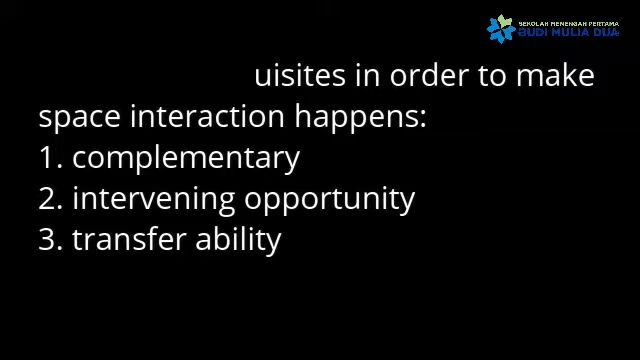 SEKOLAH MENENGAH PERTAMA
BUDI MULIA DUA
uisites in order to make
space interaction happens:
1. complementary
2. intervening opportunity
3. transfer ability